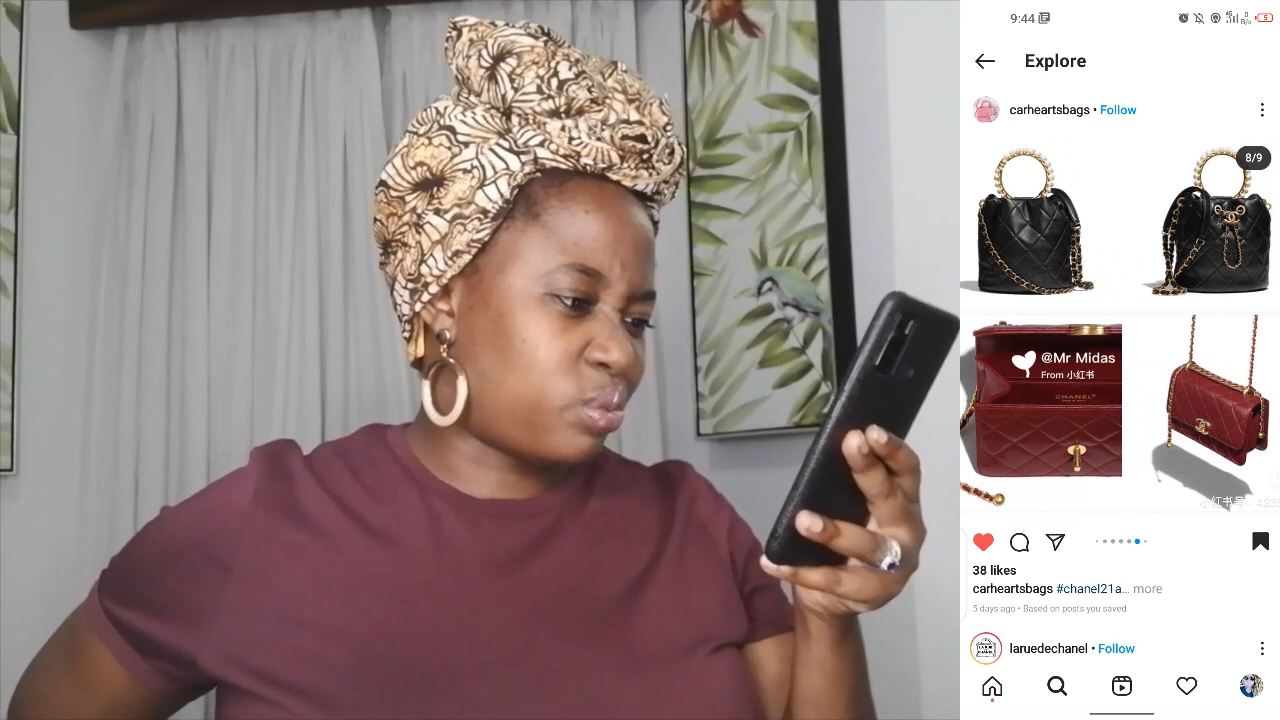 9:44
Explore
carheartsbags • Follow
8/9
@Mr Midas
From 小红书
CHANEL
38 likes
carheartsbags #chanel21a... more
5 days ago • Based on posts you saved
laruedechanel • Follow